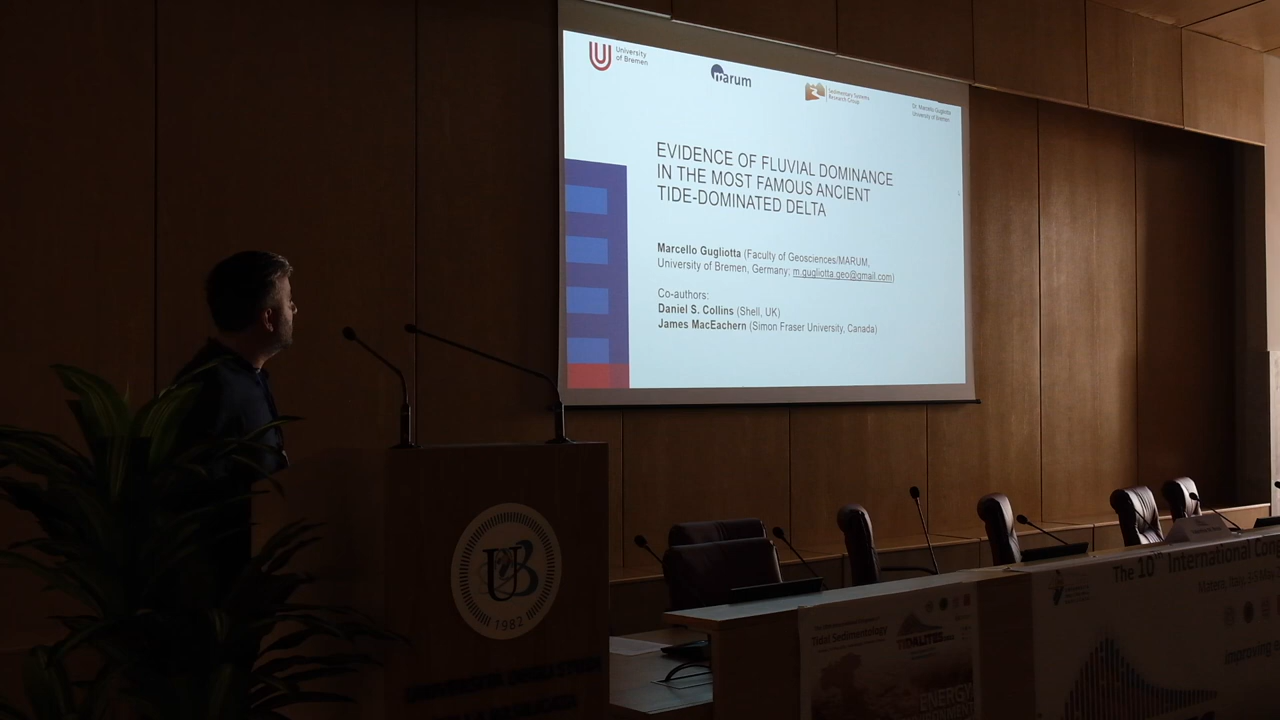 University
of Bremen
marum
Sedimentary Systems
Research Group
Dr. Marcello Gugliotta
University of Bremen
EVIDENCE OF FLUVIAL DOMINANCE
IN THE MOST FAMOUS ANCIENT
TIDE-DOMINATED DELTA
Marcello Gugliotta (Faculty of Geosciences/MARUM,
University of Bremen, Germany; m.gugliotta.geo@gmail.com)
Co-authors:
Daniel S. Collins (Shell, UK)
James MacEachern (Simon Fraser University, Canada)
UB
1982
The 10th International
Matera, Italy,
Tidal Sedimentology
TIDALITES
ENERGY
improving